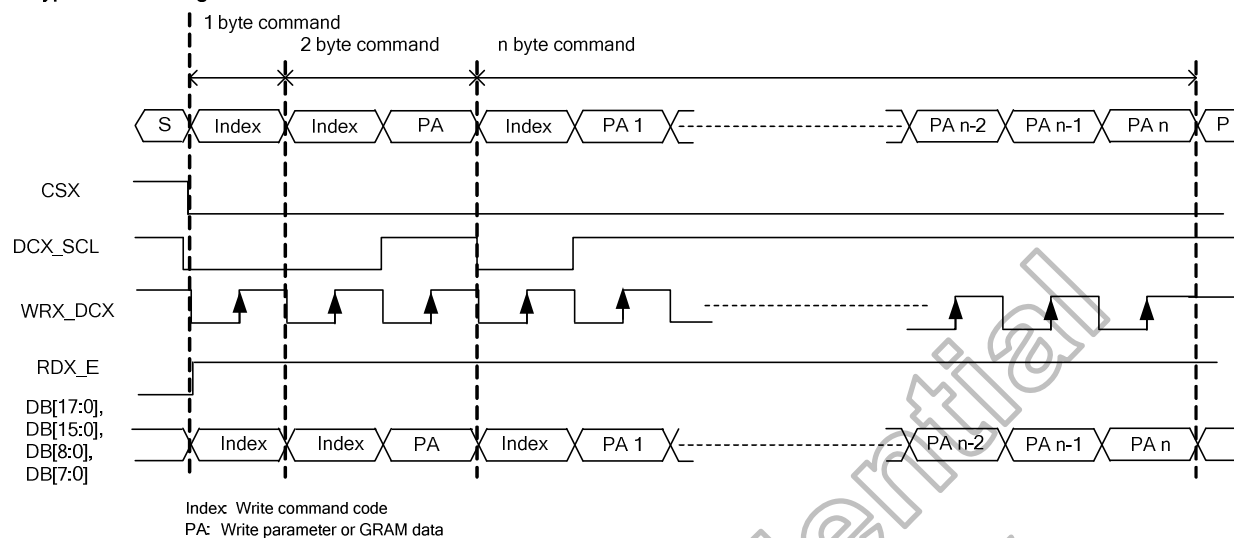 1 byte command
2 byte command
n byte command
S Index Index PA Index PA 1 PA n-2 PA n-1 PA n P
CSX
DCX_SCL
WRX_DCX
RDX_E
DB[17:0],
DB[15:0],
DB[8:0],
DB[7:0]
Index Index PA Index PA 1 PA n-2 PA n-1 PA n
Index: Write command code
PA: Write parameter or GRAM data